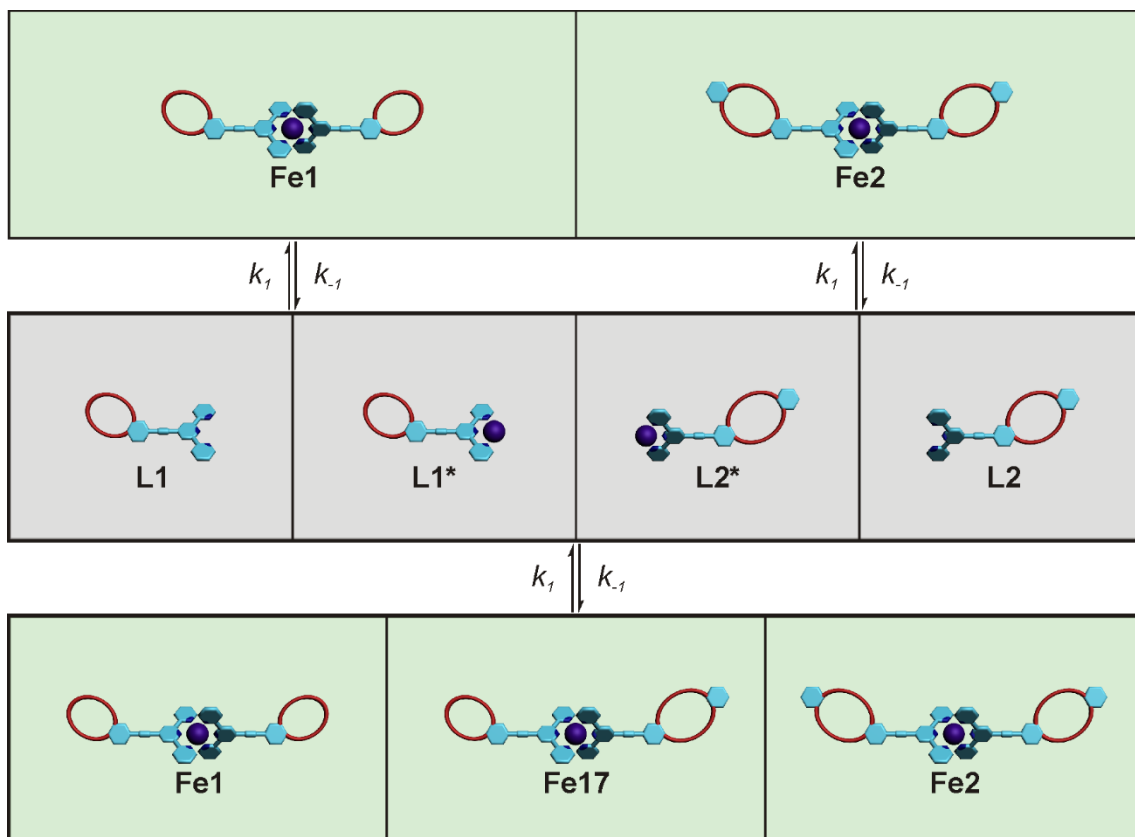 Fe1 Fe2
k₁ k₋₁ k₁ k₋₁
L1 L1* L2* L2
k₁ k₋₁
Fe1 Fe17 Fe2